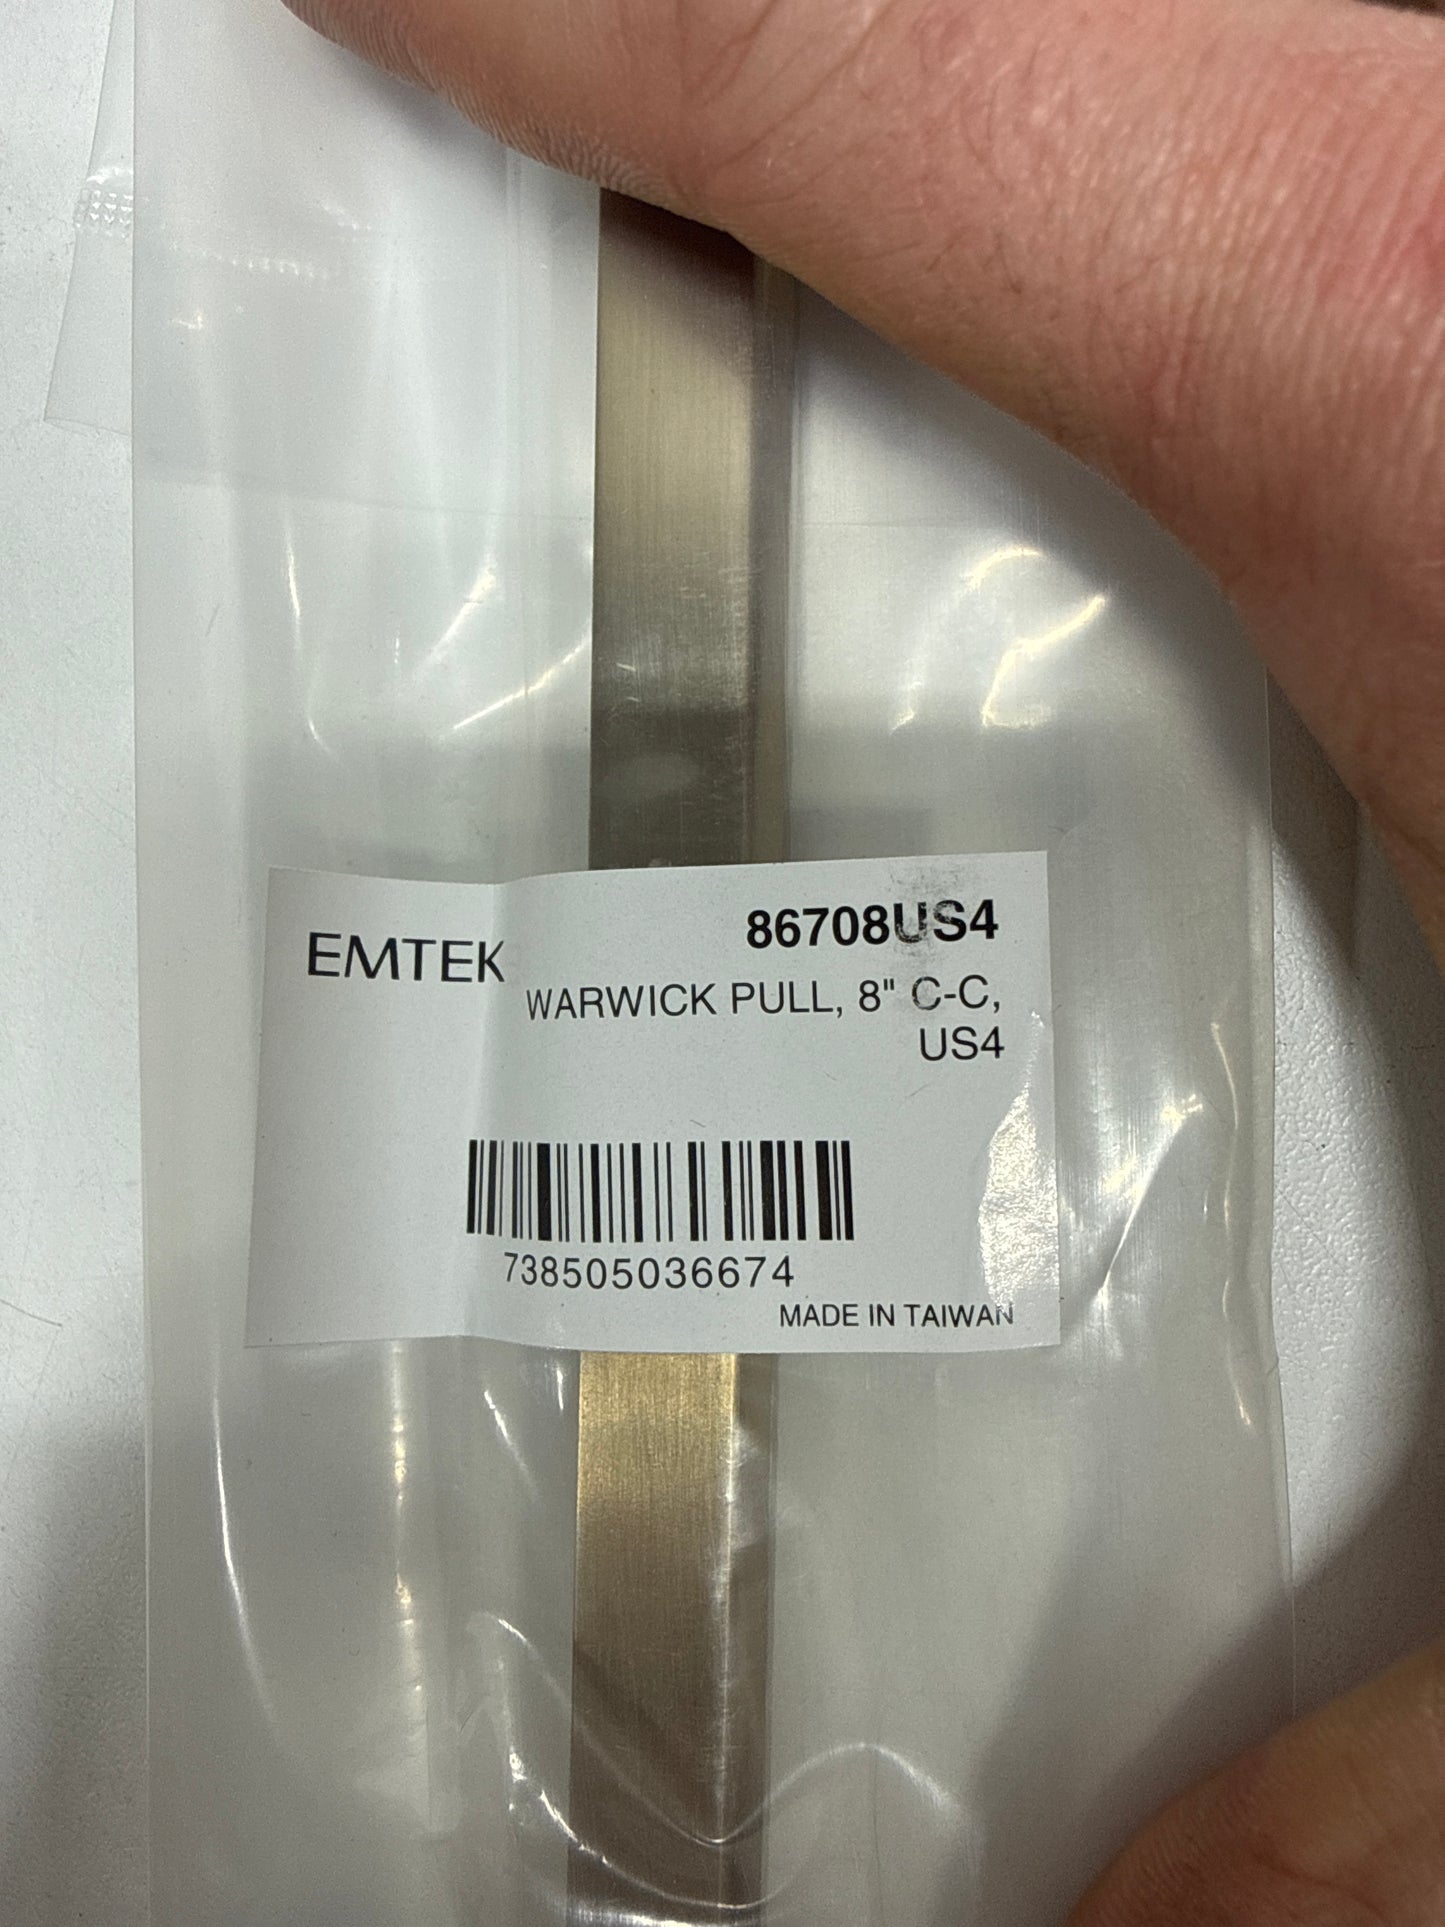 EMTEK
86708US4
WARWICK PULL, 8" C-C,
US4
738505036674
MADE IN TAIWAN